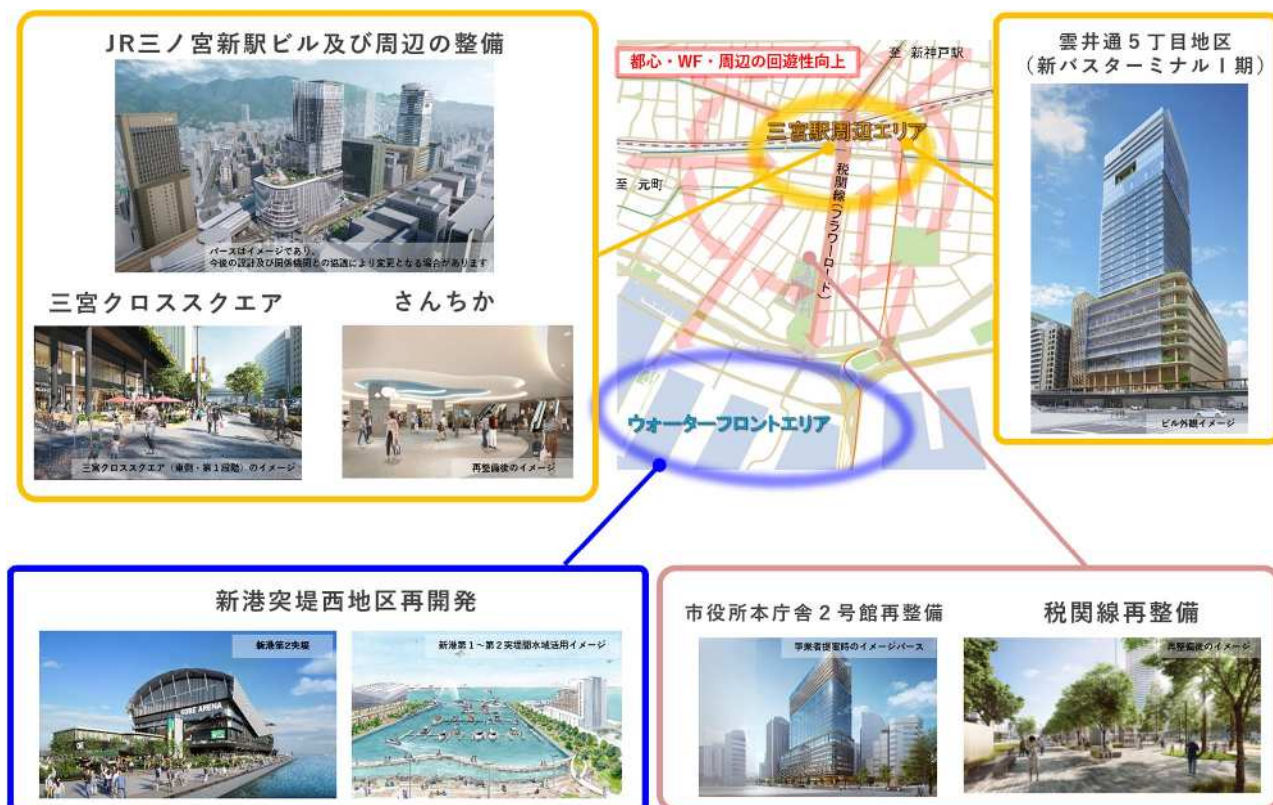 JR三ノ宮新駅ビル及び周辺の整備
パースはイメージであり、
今後の設計及び関係機関との協議により変更となる場合があります
三宮クロススクエア
さんちか
三宮クロススクエア（東側・第１段階）のイメージ
再整備後のイメージ
都心・WF・周辺の回遊性向上
至 新神戸駅
三宮駅周辺エリア
至 元町
税関線(フラワーロード)
ウォーターフロントエリア
雲井通５丁目地区
（新バスターミナルⅠ期）
ビル外観イメージ
新港突堤西地区再開発
新港第2突堤
KOBE ARENA
新港第１～第２突堤間水域活用イメージ
市役所本庁舎２号館再整備
事業者提案時のイメージパース
税関線再整備
再整備後のイメージ